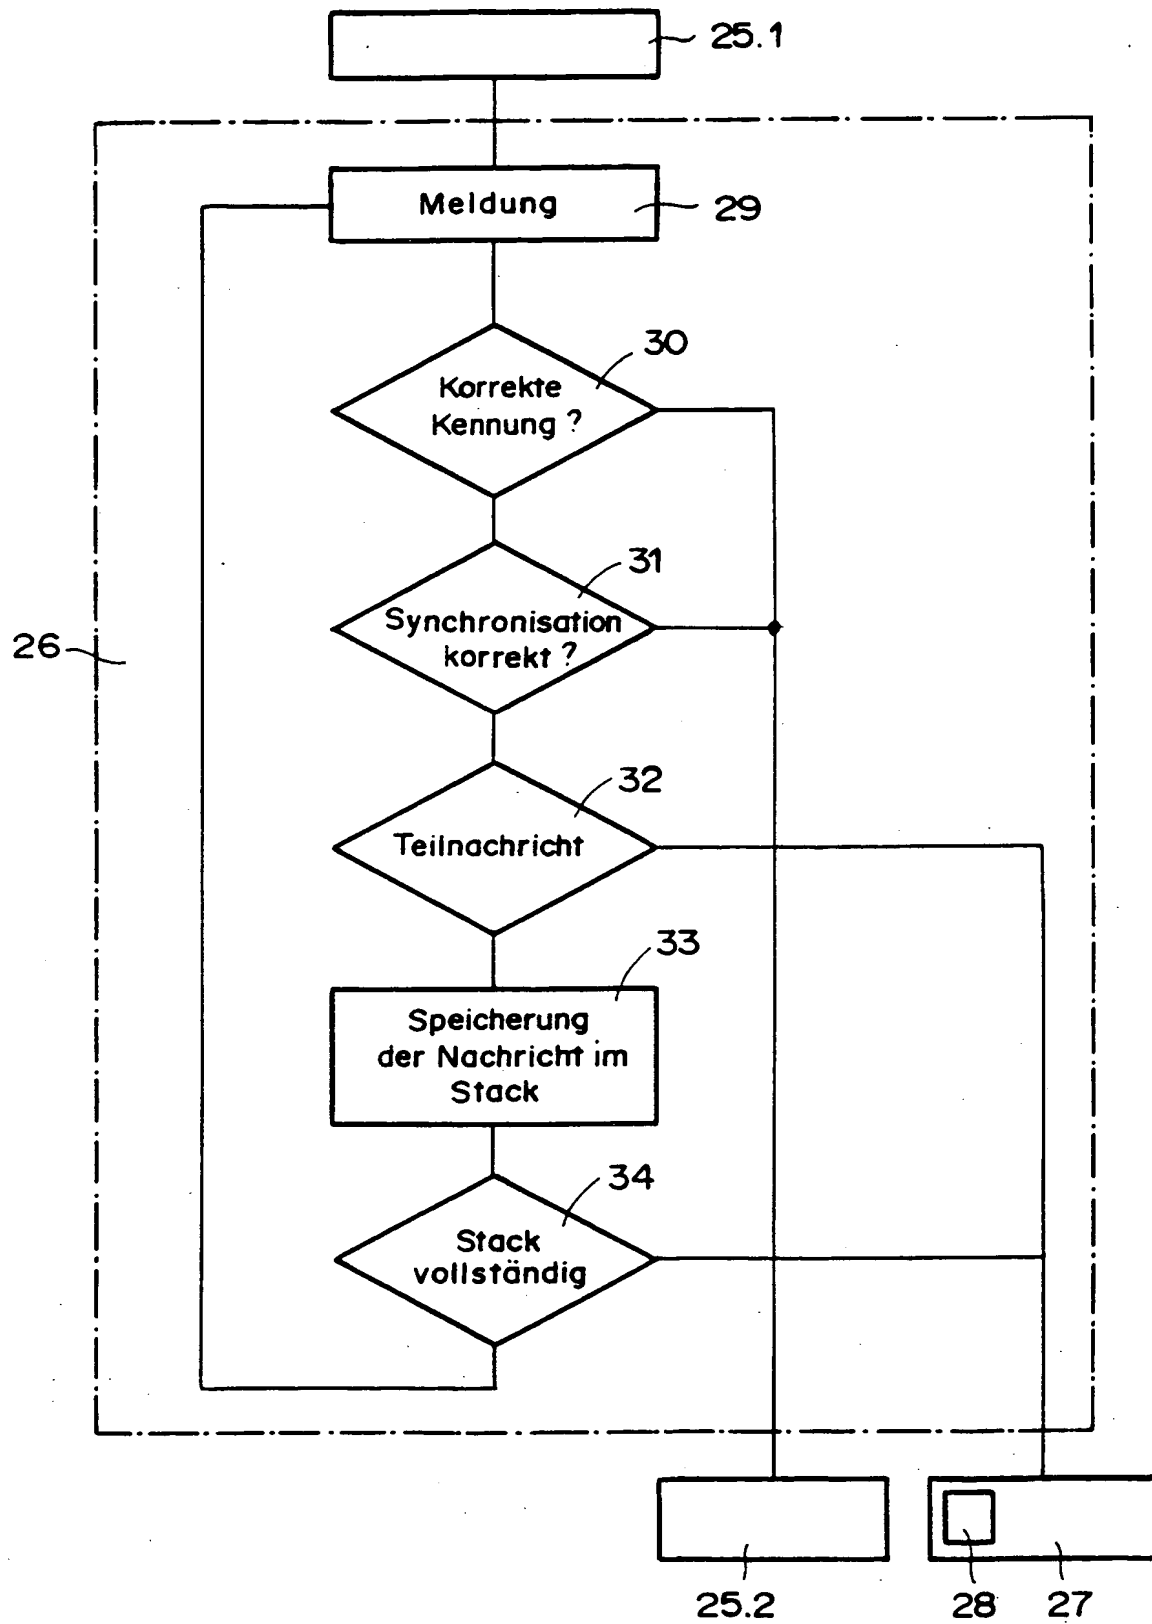 25.1
Meldung
29
30
Korrekte
Kennung ?
31
Synchronisation
korrekt ?
26
32
Teilnachricht
33
Speicherung
der Nachricht im
Stack
34
Stack
vollständig
25.2
28
27